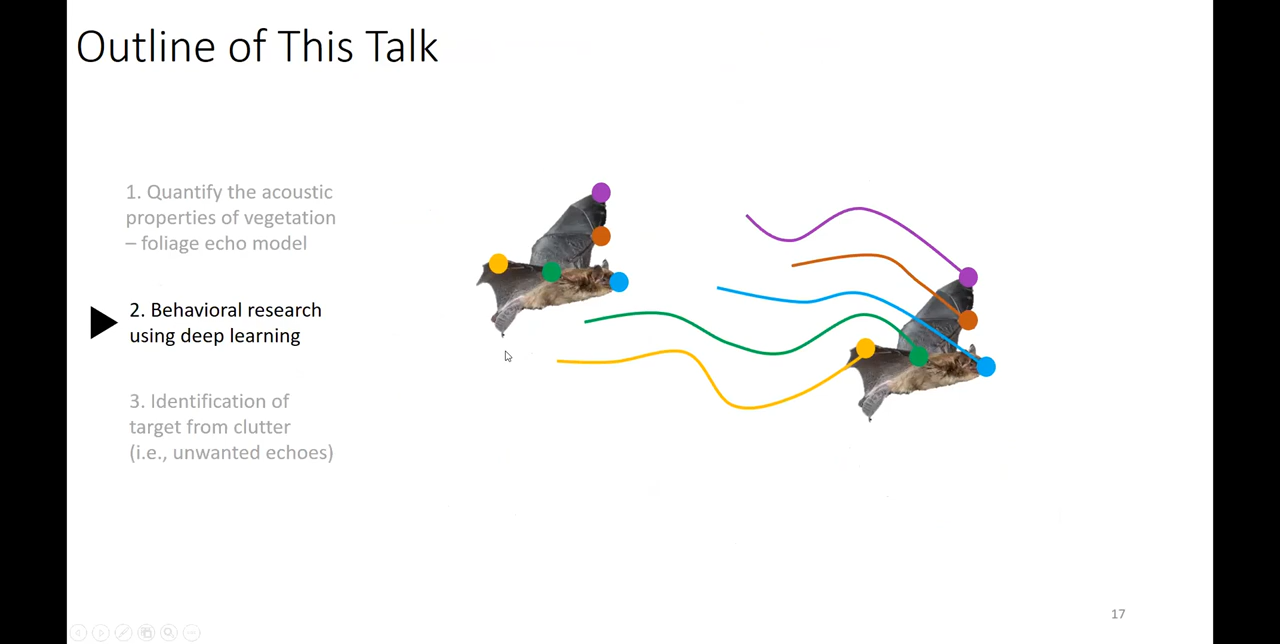 Outline of This Talk
1. Quantify the acoustic
properties of vegetation
– foliage echo model
2. Behavioral research
using deep learning
3. Identification of
target from clutter
(i.e., unwanted echoes)
17